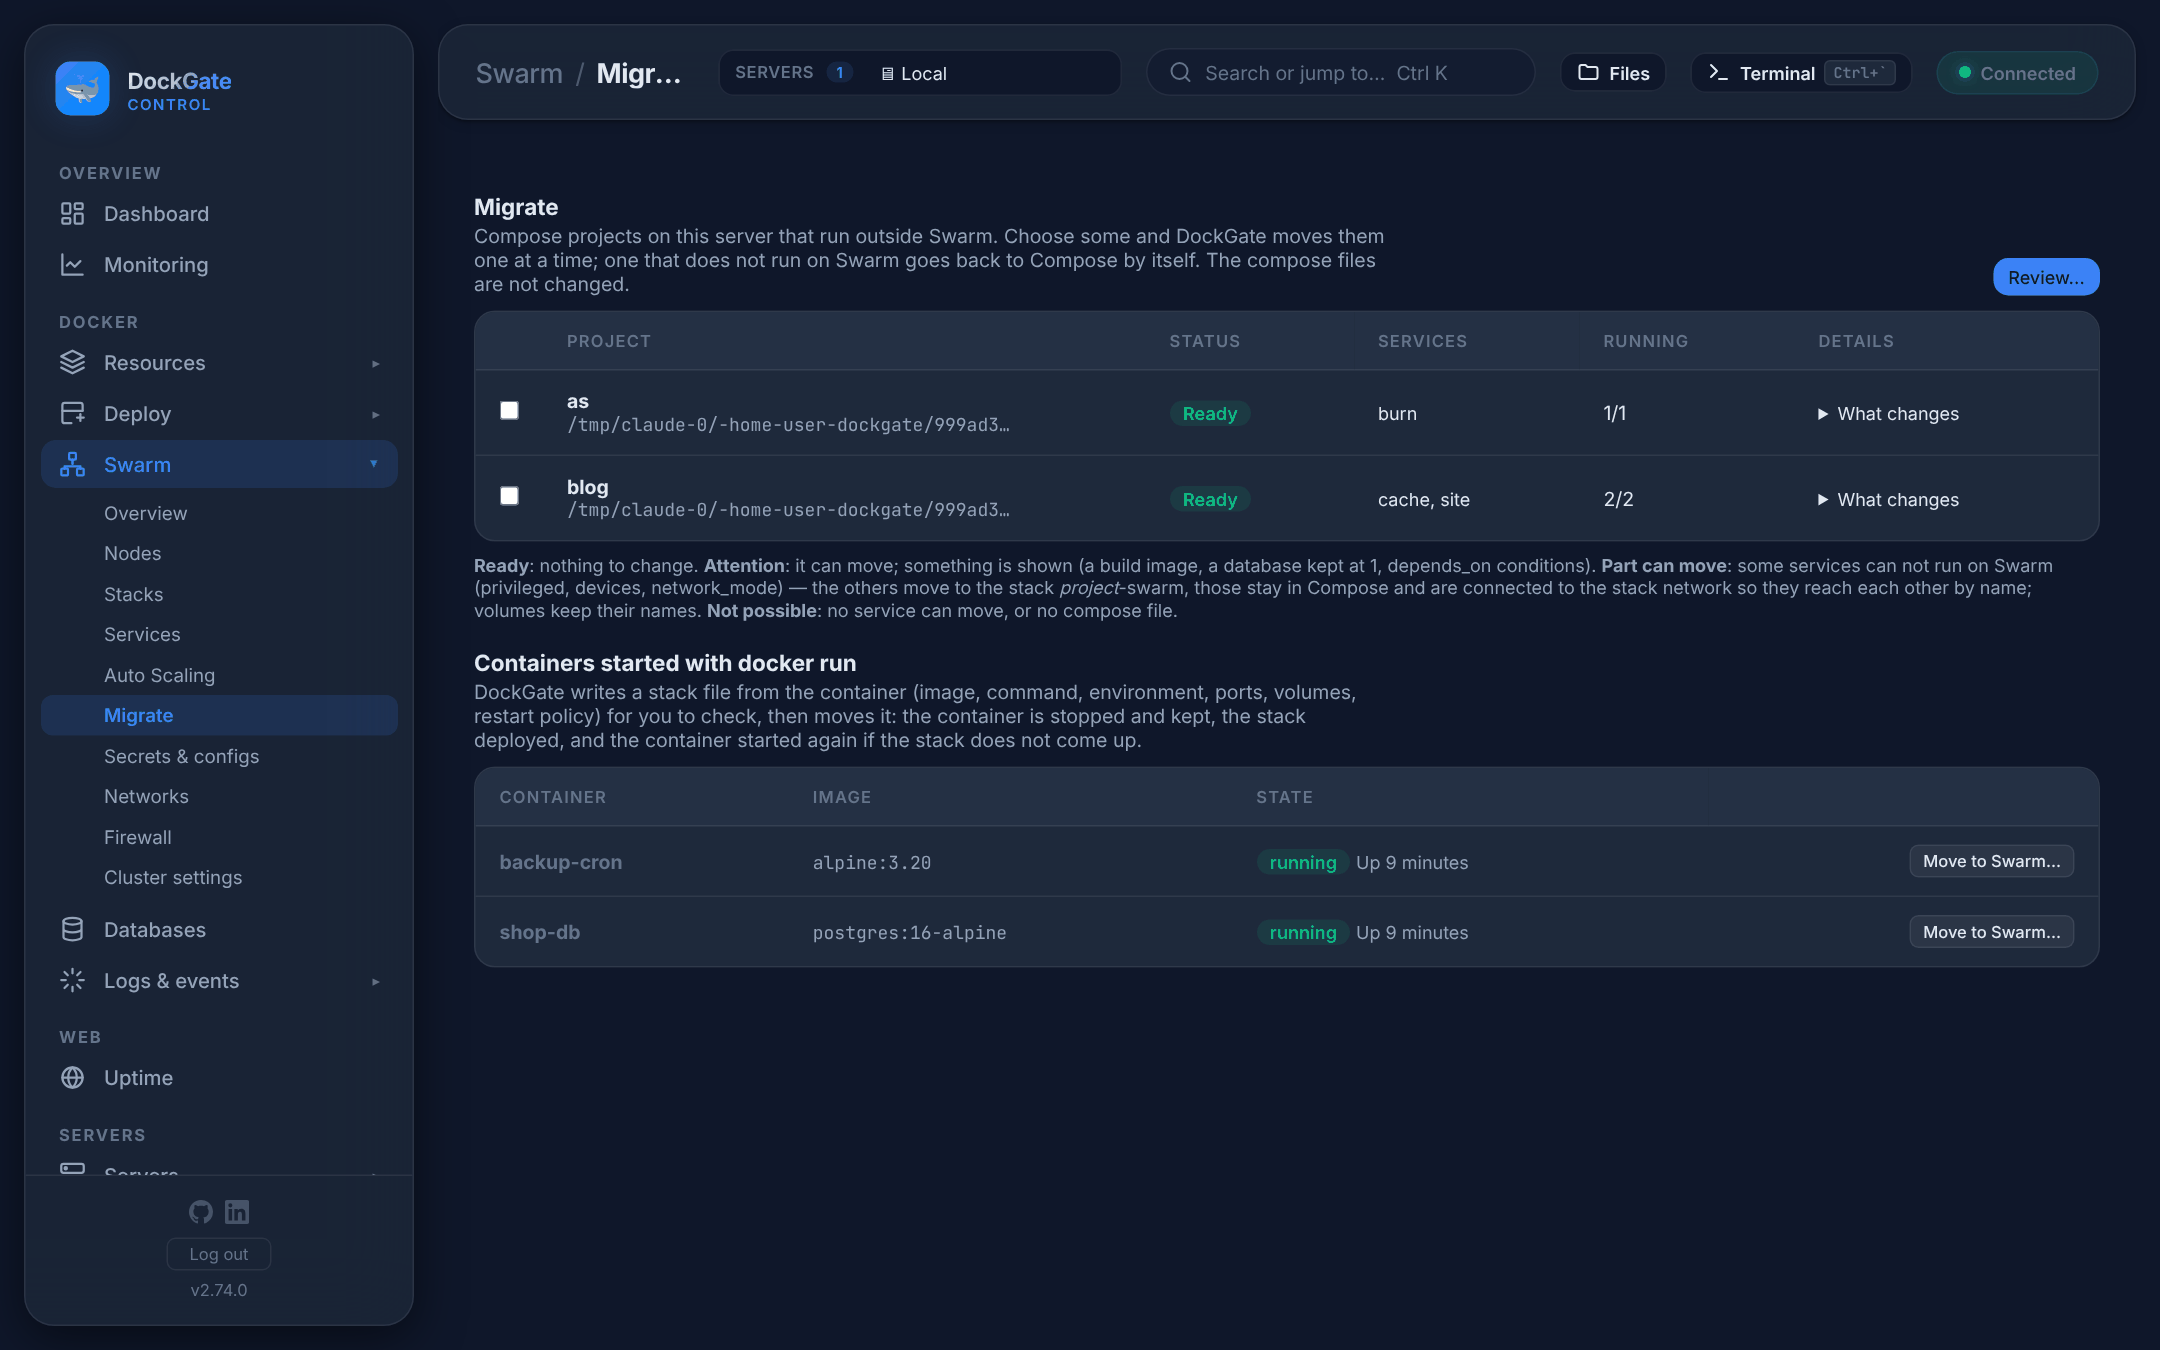 DockGate
CONTROL
OVERVIEW
Dashboard
Monitoring
DOCKER
Resources
Deploy
Swarm
Overview
Nodes
Stacks
Services
Auto Scaling
Migrate
Secrets & configs
Networks
Firewall
Cluster settings
Databases
Logs & events
WEB
Uptime
SERVERS
Servers
Log out
v2.74.0
Swarm / Migr...
SERVERS 1 Local
Search or jump to... Ctrl K
Files
Terminal Ctrl+`
Connected
Migrate
Compose projects on this server that run outside Swarm. Choose some and DockGate moves them
one at a time; one that does not run on Swarm goes back to Compose by itself. The compose files
are not changed.
Review...
PROJECT STATUS SERVICES RUNNING DETAILS
as
/tmp/claude-0/-home-user-dockgate/999ad3…
Ready burn 1/1 What changes
blog
/tmp/claude-0/-home-user-dockgate/999ad3…
Ready cache, site 2/2 What changes
Ready: nothing to change. Attention: it can move; something is shown (a build image, a database kept at 1, depends_on conditions). Part can move: some services can not run on Swarm
(privileged, devices, network_mode) — the others move to the stack project-swarm, those stay in Compose and are connected to the stack network so they reach each other by name;
volumes keep their names. Not possible: no service can move, or no compose file.
Containers started with docker run
DockGate writes a stack file from the container (image, command, environment, ports, volumes,
restart policy) for you to check, then moves it: the container is stopped and kept, the stack
deployed, and the container started again if the stack does not come up.
CONTAINER IMAGE STATE
backup-cron alpine:3.20 running Up 9 minutes Move to Swarm...
shop-db postgres:16-alpine running Up 9 minutes Move to Swarm...